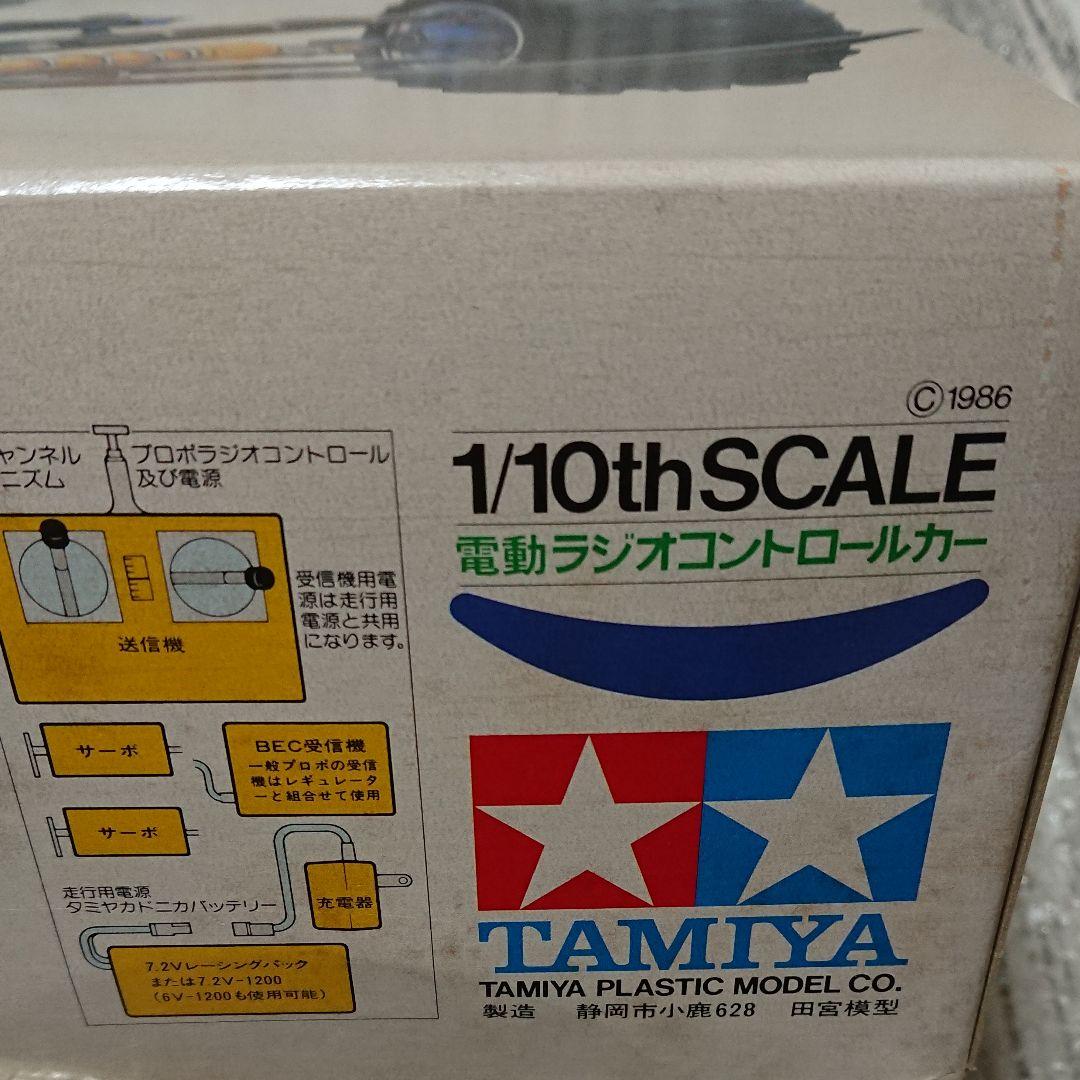 ©1986
1/10th SCALE
電動ラジオコントロールカー
TAMIYA
TAMIYA PLASTIC MODEL CO.
製造 静岡市小鹿628 田宮模型
ャンネル
ニズム
プロポラジオコントロール
及び電源
受信機用電
源は走行用
電源と共用
になります。
送信機
サーボ
BEC受信機
一般プロポの受信
機はレギュレータ
ーと組合せて使用
サーボ
充電器
走行用電源
タミヤカドニカバッテリー
7.2Vレーシングパック
または7.2V-1200
(6V-1200も使用可能)